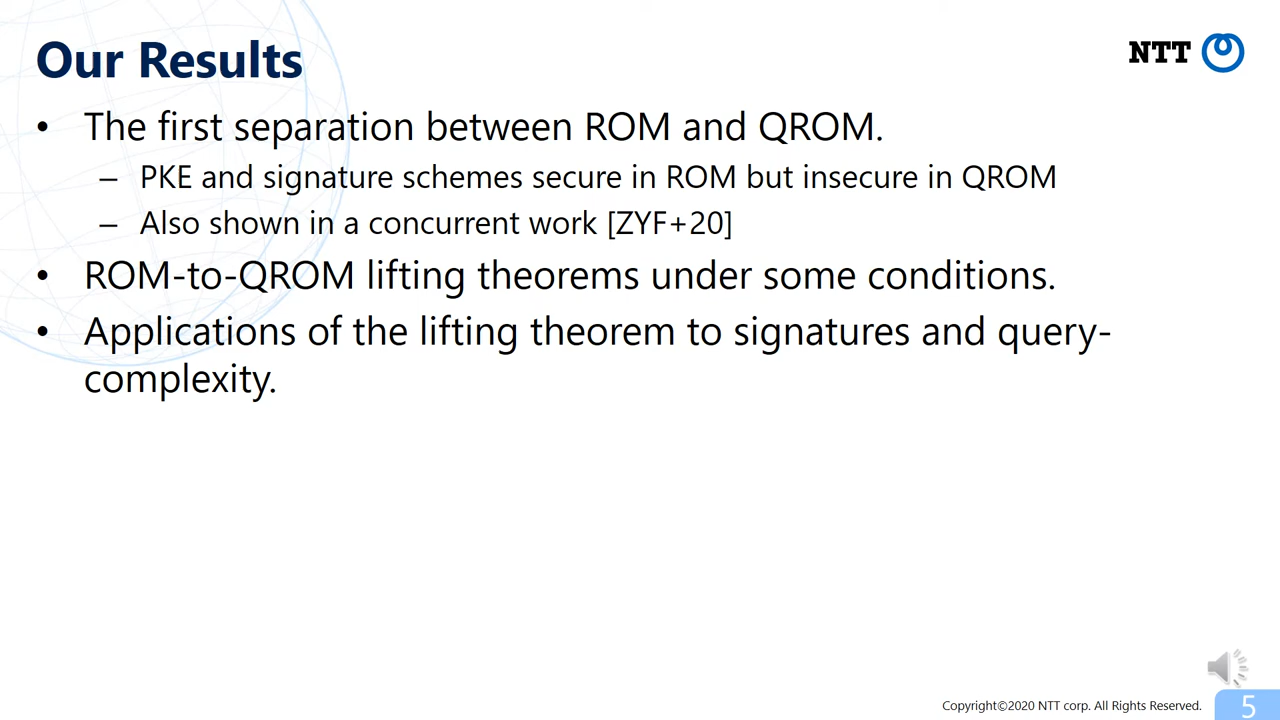 Our Results
NTT
• The first separation between ROM and QROM.
– PKE and signature schemes secure in ROM but insecure in QROM
– Also shown in a concurrent work [ZYF+20]
• ROM-to-QROM lifting theorems under some conditions.
• Applications of the lifting theorem to signatures and query-
complexity.
Copyright©2020 NTT corp. All Rights Reserved.
5